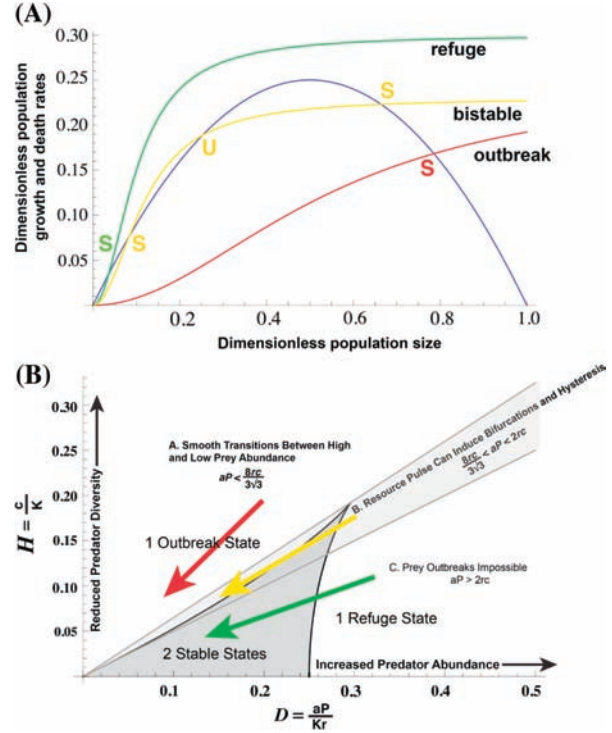 (A)
0.30
0.25
0.20
0.15
0.10
0.05
Dimensionless population
growth and death rates
refuge
bistable
outbreak
S
S
U
S
S
0.2
0.4
0.6
0.8
1.0
Dimensionless population size
(B)
0.30
0.25
0.20
0.15
0.10
0.05
H = c/K
Reduced Predator Diversity
A. Smooth Transitions Between High
and Low Prey Abundance
aP < 8rc/3√3
B. Resource Pulse Can Induce Bifurcations and Hysteresis
8rc/3√3 < aP < 2rc
1 Outbreak State
C. Prey Outbreaks Impossible
aP > 2rc
1 Refuge State
2 Stable States
Increased Predator Abundance
0.1
0.2
0.3
0.4
0.5
D = aP/Kr